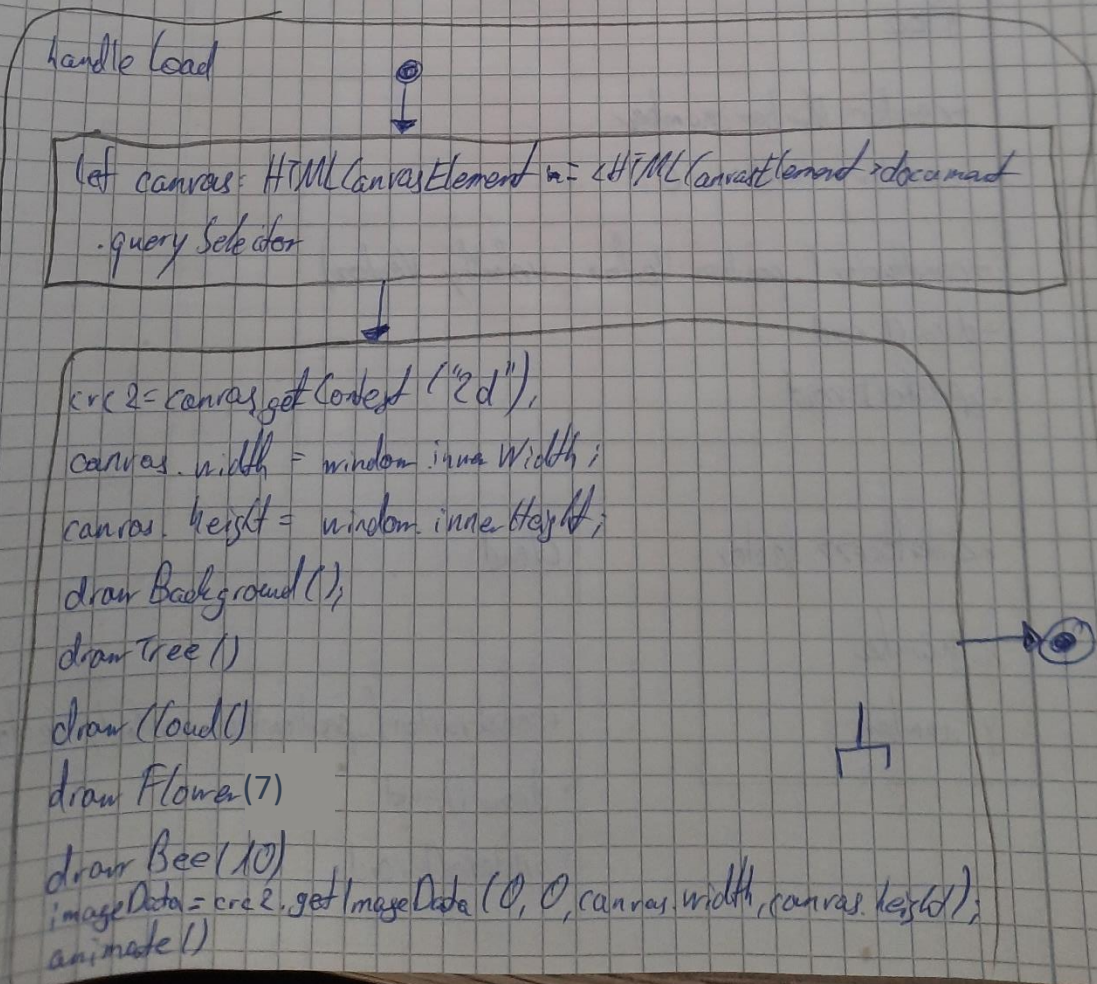 handle Load
let canvas: HTMLCanvasElement = <HTMLCanvasElement>document
.querySelector
crc2 = canvas.getContext ("2d");
canvas.width = window.innerWidth;
canvas.height = window.innerHeight;
drawBackground();
drawTree()
drawCloud()
drawFlower(7)
drawBee(10)
imageData = crc2.getImageData (0, 0, canvas.width, canvas.height);
animate()